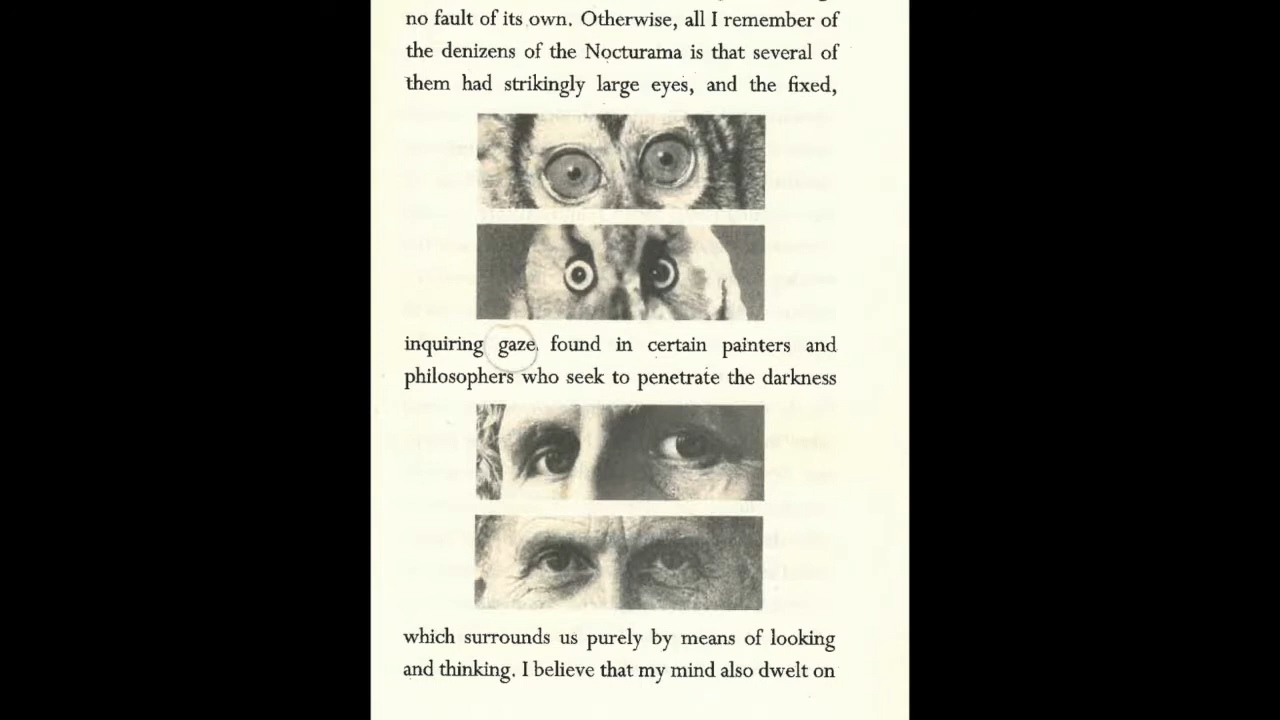 no fault of its own. Otherwise, all I remember of
the denizens of the Nocturama is that several of
them had strikingly large eyes, and the fixed,
inquiring gaze found in certain painters and
philosophers who seek to penetrate the darkness
which surrounds us purely by means of looking
and thinking. I believe that my mind also dwelt on